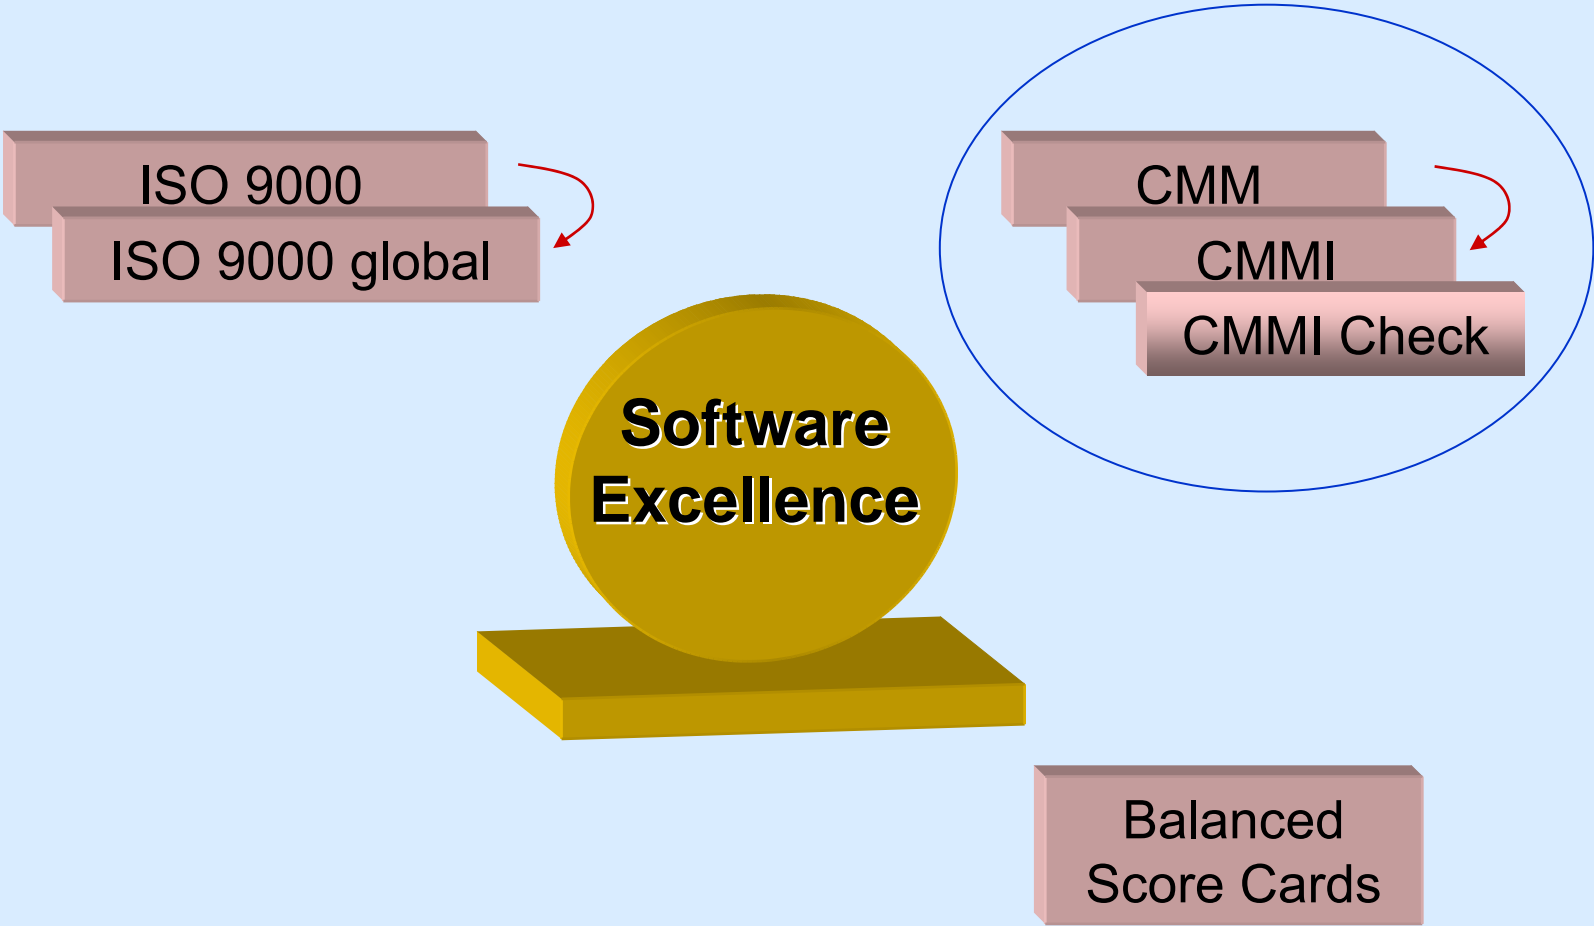 ISO 9000
ISO 9000 global
CMM
CMMI
CMMI Check
Software
Excellence
Balanced
Score Cards